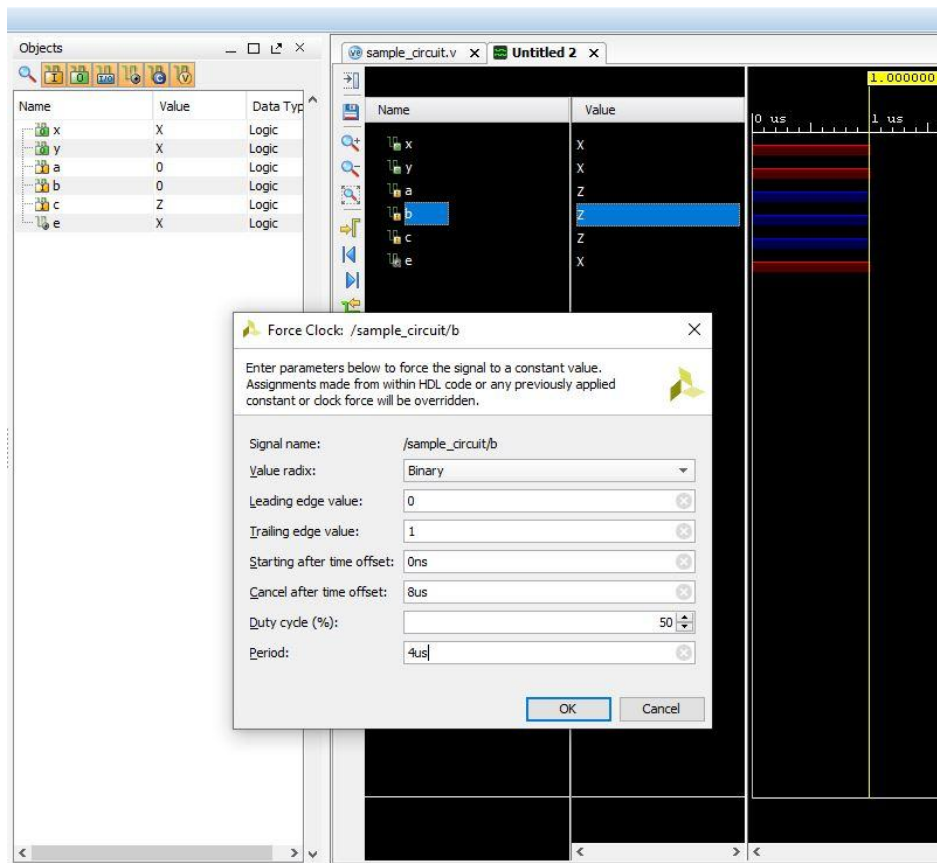 Objects
Name Value Data Typ
x X Logic
y X Logic
a 0 Logic
b 0 Logic
c Z Logic
e X Logic
sample_circuit.v Untitled 2
Name Value
x X
y X
a Z
b Z
c Z
e X
1.000000
0 us 1 us
Force Clock: /sample_circuit/b
Enter parameters below to force the signal to a constant value.
Assignments made from within HDL code or any previously applied
constant or clock force will be overridden.
Signal name: /sample_circuit/b
Value radix: Binary
Leading edge value: 0
Trailing edge value: 1
Starting after time offset: 0ns
Cancel after time offset: 8us
Duty cycle (%): 50
Period: 4us
OK Cancel